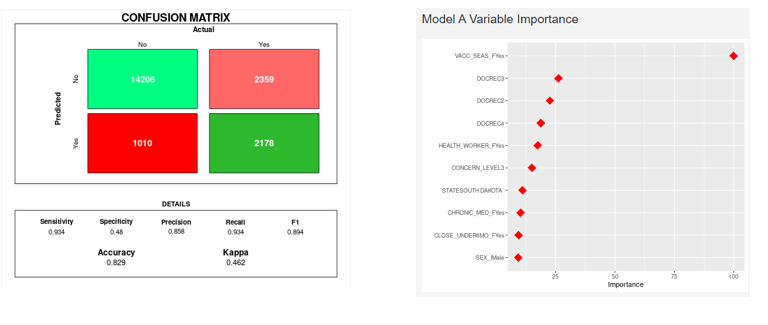 CONFUSION MATRIX
Actual
No Yes
Predicted
No
14206 2359
Yes
1010 2178
DETAILS
Sensitivity Specificity Precision Recall F1
0.934 0.48 0.858 0.934 0.894
Accuracy Kappa
0.829 0.462
Model A Variable Importance
VACC_SEAS_FYes
DOCREC3
DOCREC2
DOCREC4
HEALTH_WORKER_FYes
CONCERN_LEVEL3
`STATESOUTH DAKOTA`
CHRONIC_MED_FYes
CLOSE_UNDER6MO_FYes
SEX_IMale
25 50 75 100
Importance